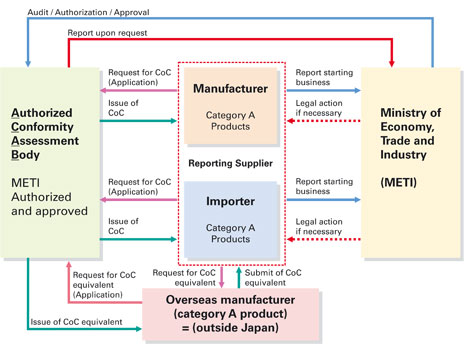 Audit / Authorization / Approval
Report upon request
Authorized
Conformity
Assessment
Body
METI
Authorized
and approved
Request for CoC
(Application)
Issue of
CoC
Manufacturer
Category A
Products
Report starting
business
Legal action
if necessary
Ministry of
Economy,
Trade and
Industry
(METI)
Reporting Supplier
Request for CoC
(Application)
Issue of
CoC
Importer
Category A
Products
Report starting
business
Legal action
if necessary
Request for CoC
equivalent
(Application)
Request for CoC
equivalent
Submit of CoC
equivalent
Issue of CoC equivalent
Overseas manufacturer
(category A product)
= (outside Japan)